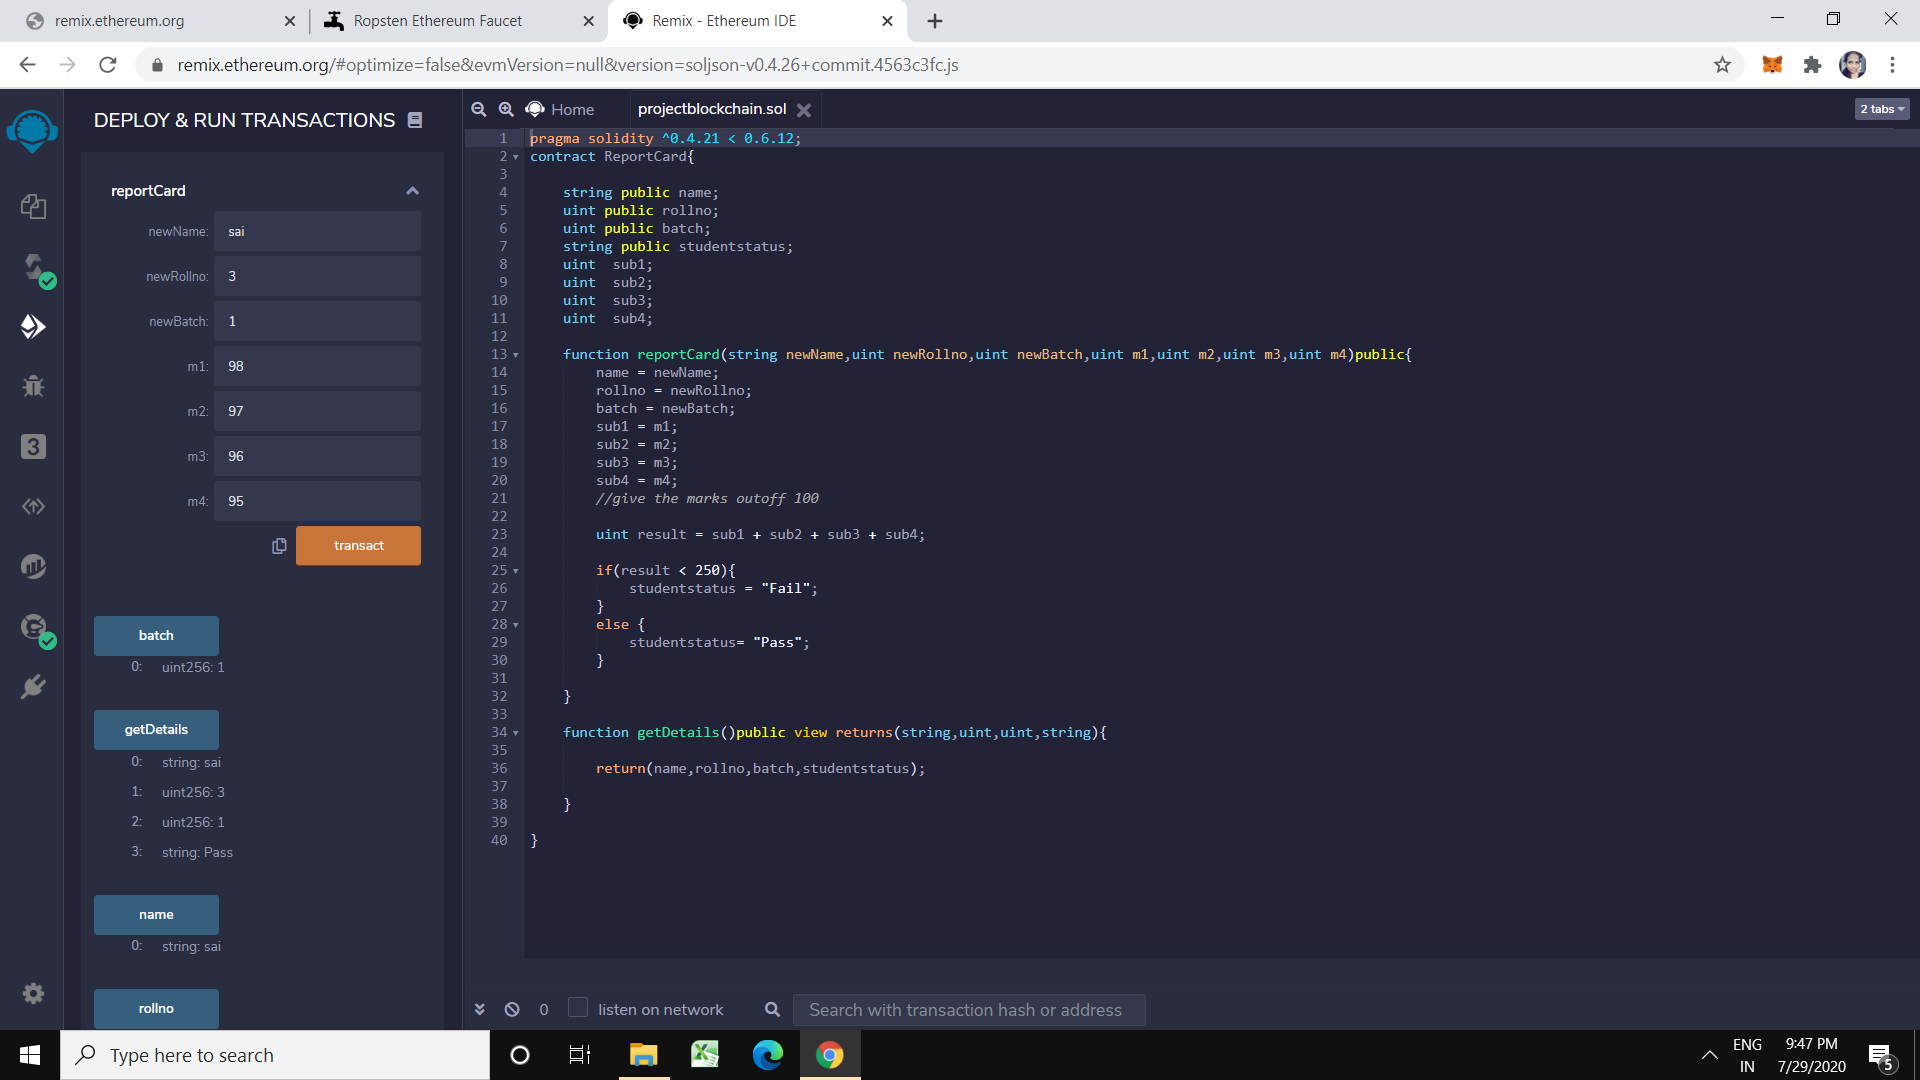 remix.ethereum.org
Ropsten Ethereum Faucet
Remix - Ethereum IDE
remix.ethereum.org/#optimize=false&evmVersion=null&version=soljson-v0.4.26+commit.4563c3fc.js
DEPLOY & RUN TRANSACTIONS
reportCard
newName: sai
newRollno: 3
newBatch: 1
m1: 98
m2: 97
m3: 96
m4: 95
transact
batch
0: uint256: 1
getDetails
0: string: sai
1: uint256: 3
2: uint256: 1
3: string: Pass
name
0: string: sai
rollno
3
Home
projectblockchain.sol
2 tabs
1 pragma solidity ^0.4.21 < 0.6.12;
2 contract ReportCard{
3
4 string public name;
5 uint public rollno;
6 uint public batch;
7 string public studentstatus;
8 uint  sub1;
9 uint  sub2;
10 uint  sub3;
11 uint  sub4;
12
13 function reportCard(string newName,uint newRollno,uint newBatch,uint m1,uint m2,uint m3,uint m4)public{
14 name = newName;
15 rollno = newRollno;
16 batch = newBatch;
17 sub1 = m1;
18 sub2 = m2;
19 sub3 = m3;
20 sub4 = m4;
21 //give the marks outoff 100
22
23 uint result = sub1 + sub2 + sub3 + sub4;
24
25 if(result < 250){
26 studentstatus = "Fail";
27 }
28 else {
29 studentstatus= "Pass";
30 }
31
32 }
33
34 function getDetails()public view returns(string,uint,uint,string){
35
36 return(name,rollno,batch,studentstatus);
37
38 }
39
40 }
0 listen on network
Search with transaction hash or address
Type here to search
ENG
IN
9:47 PM
7/29/2020
5